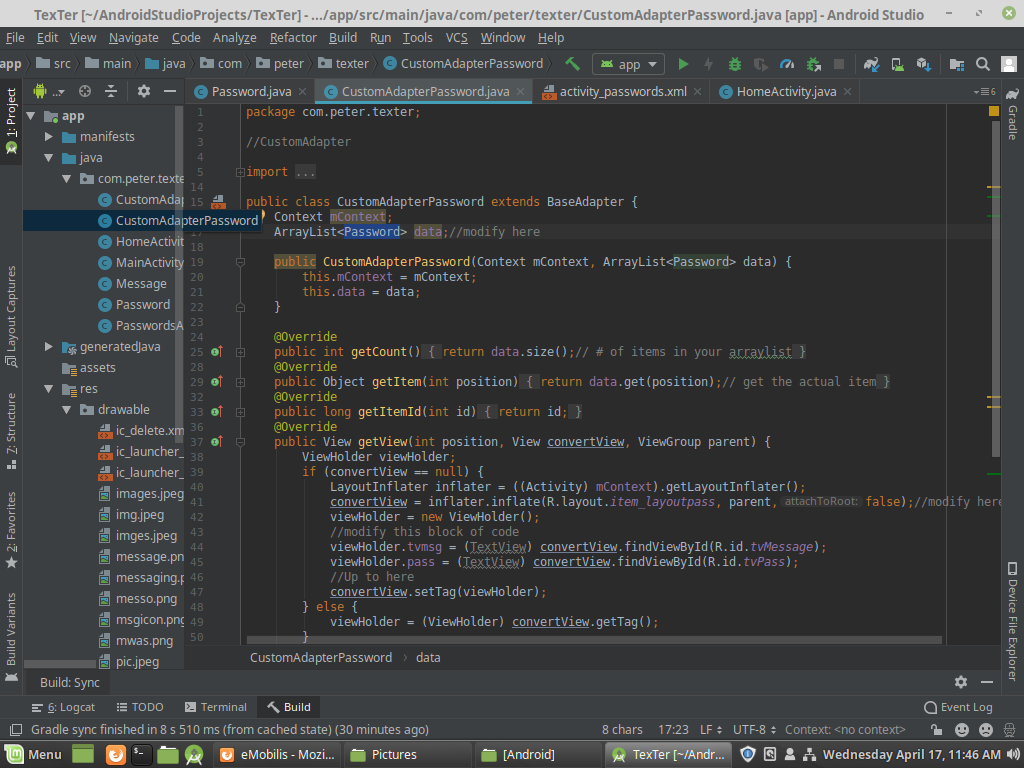 TexTer [~/AndroidStudioProjects/TexTer] - .../app/src/main/java/com/peter/texter/CustomAdapterPassword.java [app] - Android Studio
File Edit View Navigate Code Analyze Refactor Build Run Tools VCS Window Help
app src main java com peter texter CustomAdapterPassword app
Password.java CustomAdapterPassword.java activity_passwords.xml HomeActivity.java 6
1: Project
Layout Captures
7: Structure
2: Favorites
Build Variants
app
manifests
java
com.peter.texte
CustomAda
CustomAdapterPassword
HomeActivit
MainActivity
Message
Password
PasswordsA
generatedJava
assets
res
drawable
ic_delete.xm
ic_launcher_
ic_launcher_
images.jpeg
img.jpeg
imges.jpeg
message.pn
messaging.p
messo.png
msgicon.png
mwas.png
pic.jpeg
1 package com.peter.texter;
2
3 //CustomAdapter
4
5 import ...
14
15 public class CustomAdapterPassword extends BaseAdapter {
Context mContext;
17 ArrayList<Password> data;//modify here
18
19 public CustomAdapterPassword(Context mContext, ArrayList<Password> data) {
20 this.mContext = mContext;
21 this.data = data;
22 }
23
24 @Override
25 public int getCount() { return data.size();// # of items in your arraylist }
28 @Override
29 public Object getItem(int position) { return data.get(position);// get the actual item }
32 @Override
33 public long getItemId(int id) { return id; }
36 @Override
37 public View getView(int position, View convertView, ViewGroup parent) {
38 ViewHolder viewHolder;
39 if (convertView == null) {
40 LayoutInflater inflater = ((Activity) mContext).getLayoutInflater();
41 convertView = inflater.inflate(R.layout.item_layoutpass, parent, attachToRoot: false);//modify here
42 viewHolder = new ViewHolder();
43 //modify this block of code
44 viewHolder.tvmsg = (TextView) convertView.findViewById(R.id.tvMessage);
45 viewHolder.pass = (TextView) convertView.findViewById(R.id.tvPass);
46 //Up to here
47 convertView.setTag(viewHolder);
48 } else {
49 viewHolder = (ViewHolder) convertView.getTag();
50 }
CustomAdapterPassword › data
Gradle
Device File Explorer
Build: Sync
6: Logcat TODO Terminal Build Event Log
Gradle sync finished in 8 s 510 ms (from cached state) (30 minutes ago) 8 chars 17:23 LF UTF-8 Context: <no context>
Menu eMobilis - Mozi... Pictures [Android] TexTer [~/Andr... Wednesday April 17, 11:46 AM